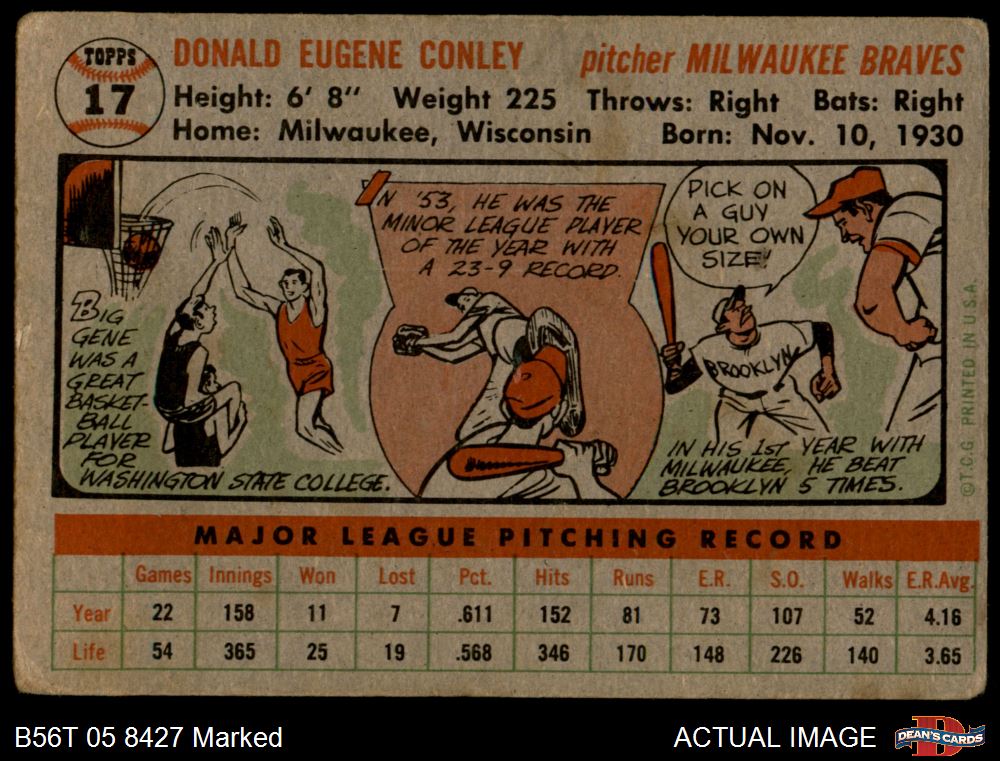 TOPPS
17
DONALD EUGENE CONLEY pitcher MILWAUKEE BRAVES
Height: 6' 8" Weight 225 Throws: Right Bats: Right
Home: Milwaukee, Wisconsin Born: Nov. 10, 1930
BIG
GENE
WAS A
GREAT
BASKET-
BALL
PLAYER
FOR
WASHINGTON STATE COLLEGE.
IN '53, HE WAS THE
MINOR LEAGUE PLAYER
OF THE YEAR WITH
A 23-9 RECORD.
PICK ON
A GUY
YOUR OWN
SIZE!
BROOKLYN
IN HIS 1ST YEAR WITH
MILWAUKEE, HE BEAT
BROOKLYN 5 TIMES.
©T.C.G. PRINTED IN U.S.A.
MAJOR LEAGUE PITCHING RECORD
Games Innings Won Lost Pct. Hits Runs E.R. S.O. Walks E.R.Avg.
Year 22 158 11 7 .611 152 81 73 107 52 4.16
Life 54 365 25 19 .568 346 170 148 226 140 3.65
B56T 05 8427 Marked
ACTUAL IMAGE
DEAN'S CARDS